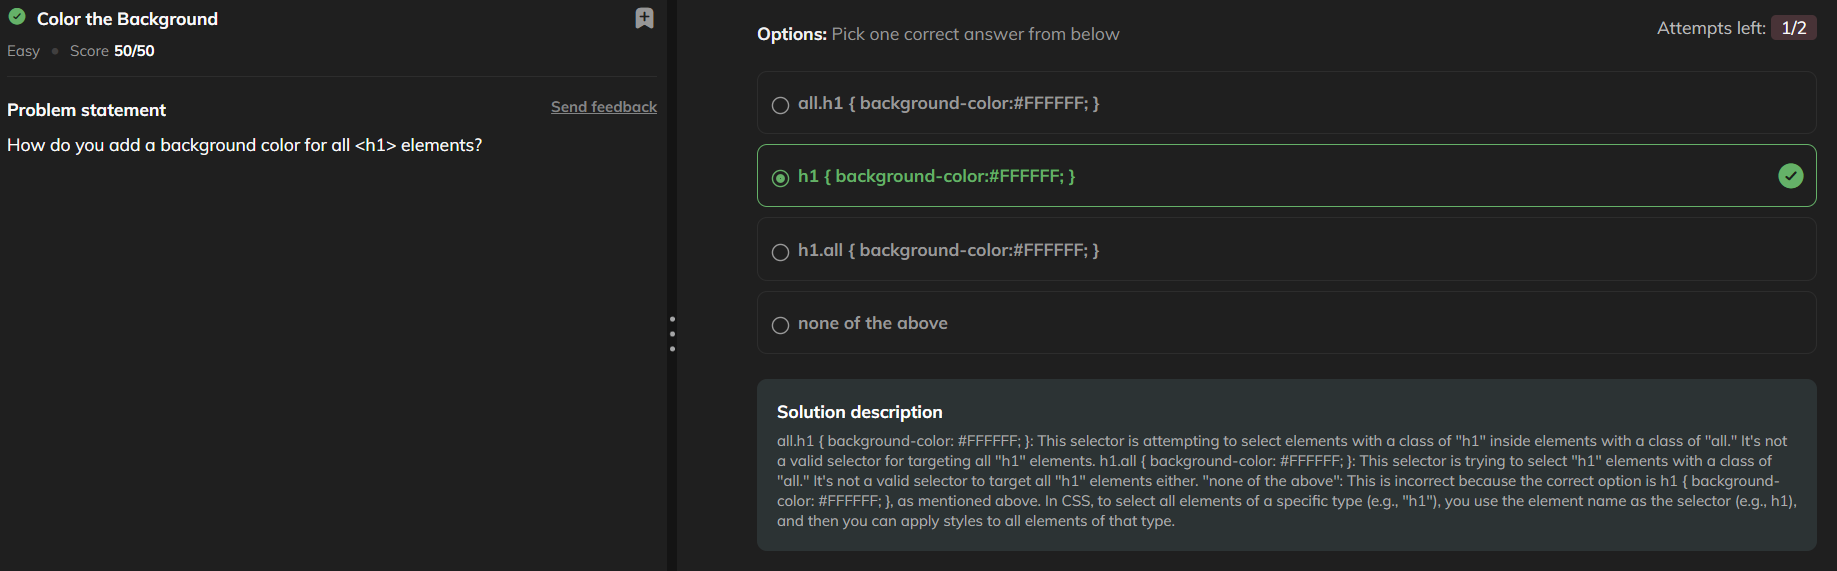 Color the Background
Easy • Score 50/50
Problem statement
Send feedback
How do you add a background color for all <h1> elements?
Options: Pick one correct answer from below
Attempts left: 1/2
all.h1 { background-color:#FFFFFF; }
h1 { background-color:#FFFFFF; }
h1.all { background-color:#FFFFFF; }
none of the above
Solution description
all.h1 { background-color: #FFFFFF; }: This selector is attempting to select elements with a class of "h1" inside elements with a class of "all." It's not
a valid selector for targeting all "h1" elements. h1.all { background-color: #FFFFFF; }: This selector is trying to select "h1" elements with a class of
"all." It's not a valid selector to target all "h1" elements either. "none of the above": This is incorrect because the correct option is h1 { background-
color: #FFFFFF; }, as mentioned above. In CSS, to select all elements of a specific type (e.g., "h1"), you use the element name as the selector (e.g., h1),
and then you can apply styles to all elements of that type.